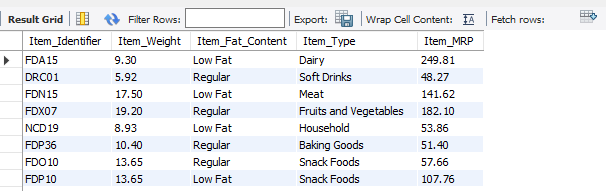 Result Grid Filter Rows: Export: Wrap Cell Content: Fetch rows:
Item_Identifier Item_Weight Item_Fat_Content Item_Type Item_MRP
FDA15 9.30 Low Fat Dairy 249.81
DRC01 5.92 Regular Soft Drinks 48.27
FDN15 17.50 Low Fat Meat 141.62
FDX07 19.20 Regular Fruits and Vegetables 182.10
NCD19 8.93 Low Fat Household 53.86
FDP36 10.40 Regular Baking Goods 51.40
FDO10 13.65 Regular Snack Foods 57.66
FDP10 13.65 Low Fat Snack Foods 107.76